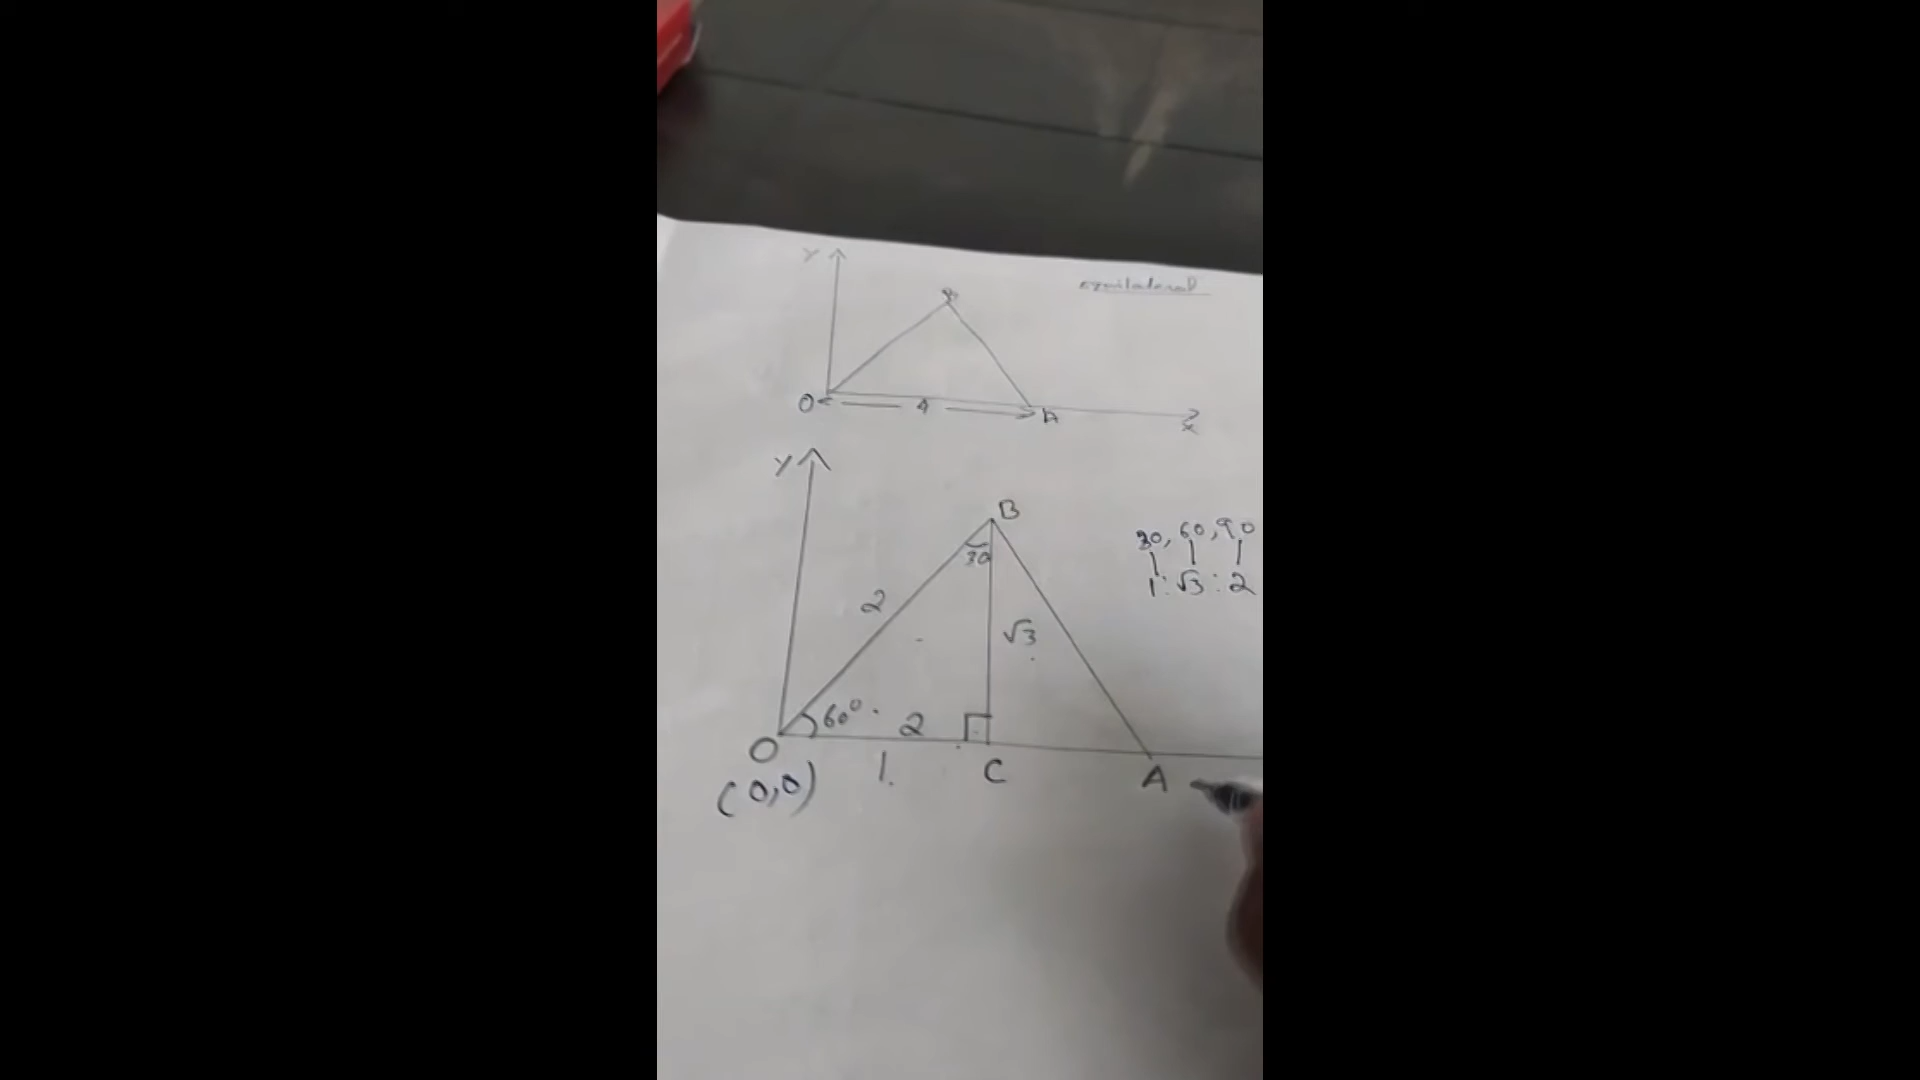 Y
equilateral
B
O 4 A
x
Y
B
30, 60, 90
30
1 : √3 : 2
2
√3
60°
2
O
1.
C
A
(0,0)